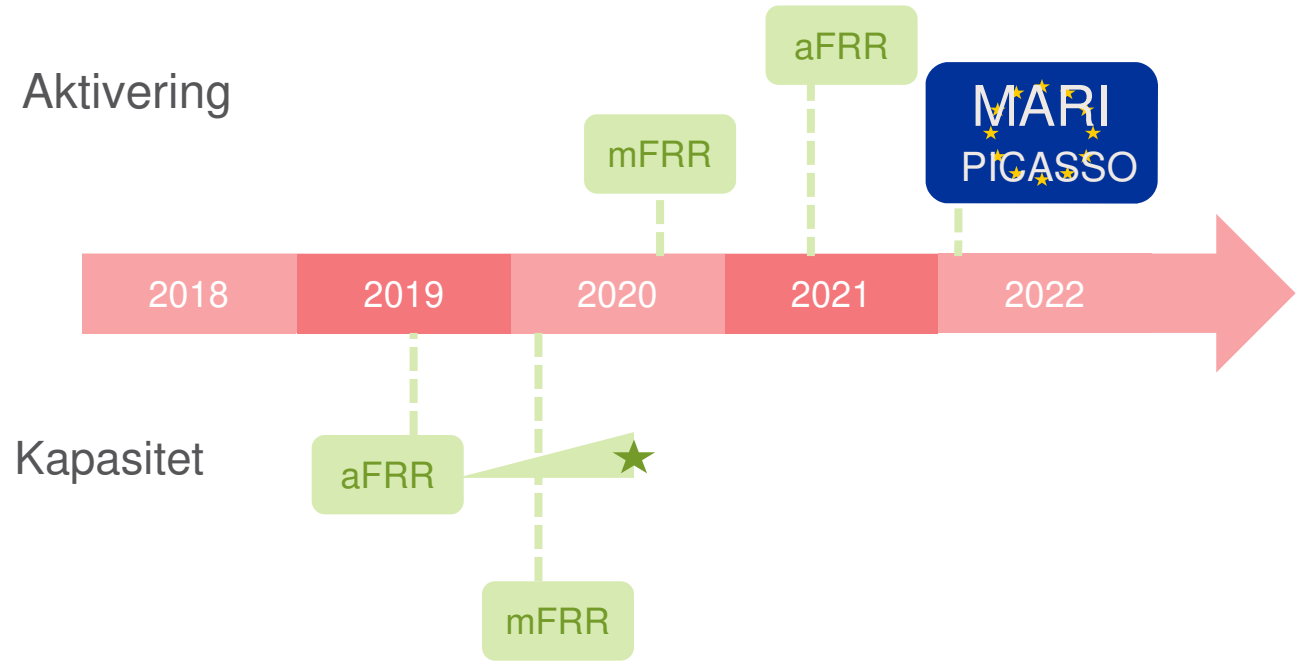 aFRR
Aktivering
MARI
mFRR
PICASSO
2018
2019
2020
2021
2022
Kapasitet
aFRR
mFRR